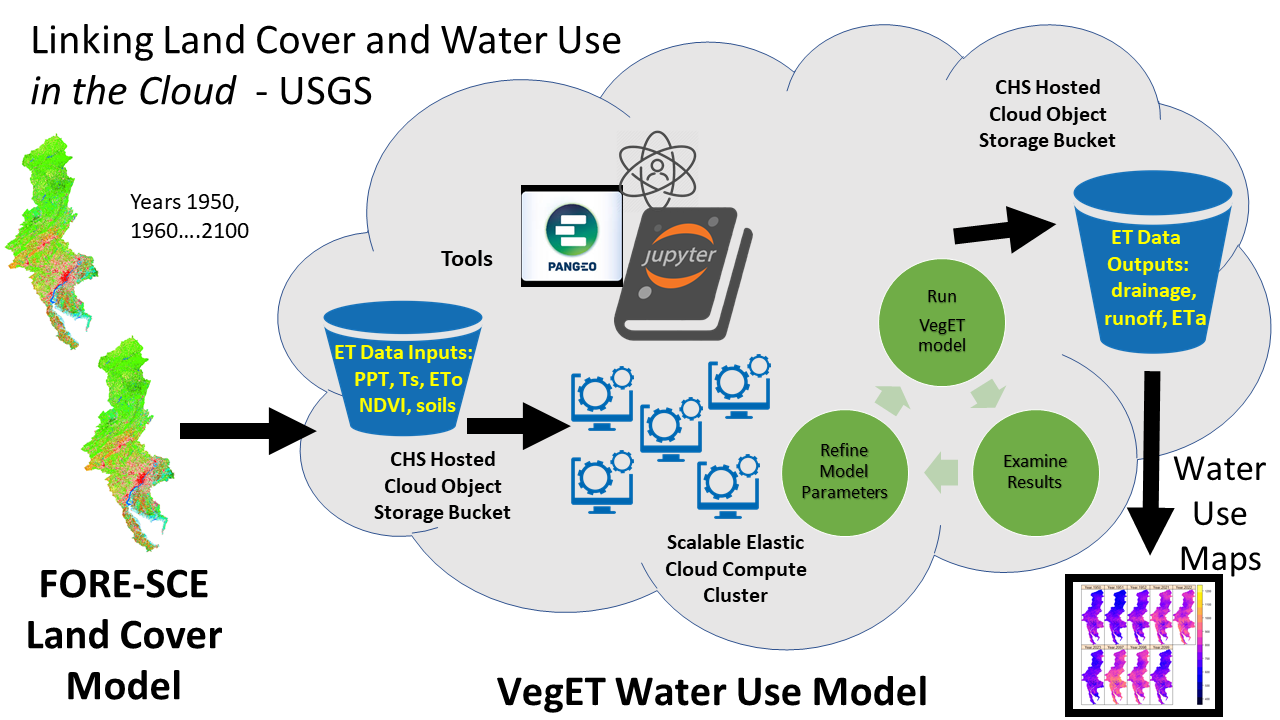 Linking Land Cover and Water Use
in the Cloud - USGS
Years 1950,
1960….2100
FORE-SCE
Land Cover
Model
Tools
PANGEO
jupyter
ET Data Inputs:
PPT, Ts, ETo
NDVI, soils
CHS Hosted
Cloud Object
Storage Bucket
Scalable Elastic
Cloud Compute
Cluster
Run
VegET
model
Examine
Results
Refine
Model
Parameters
CHS Hosted
Cloud Object
Storage Bucket
ET Data
Outputs:
drainage,
runoff, ETa
Water
Use
Maps
VegET Water Use Model